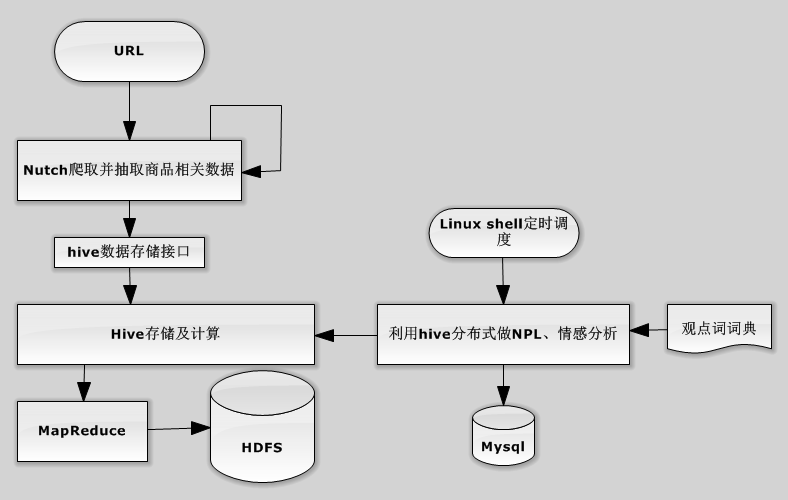 URL
Nutch爬取并抽取商品相关数据
hive数据存储接口
Linux shell定时调
度
Hive存储及计算
利用hive分布式做NPL、情感分析
观点词词典
MapReduce
HDFS
Mysql